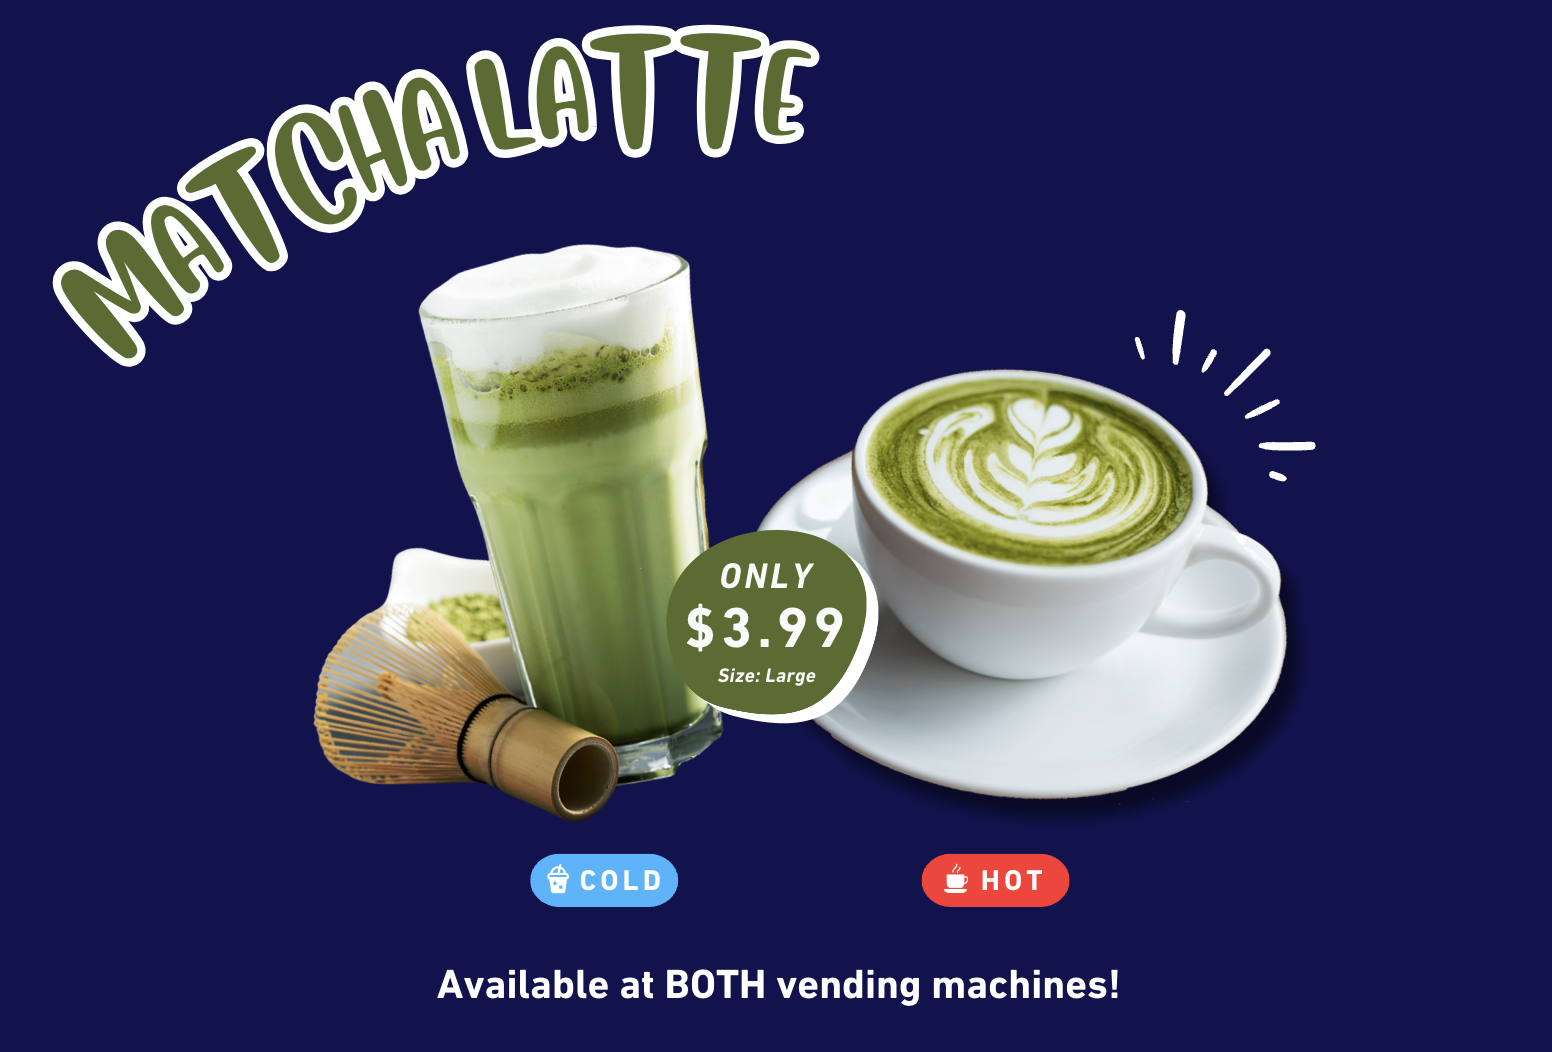 MATCHA LATTE
ONLY
$3.99
Size: Large
COLD
HOT
Available at BOTH vending machines!